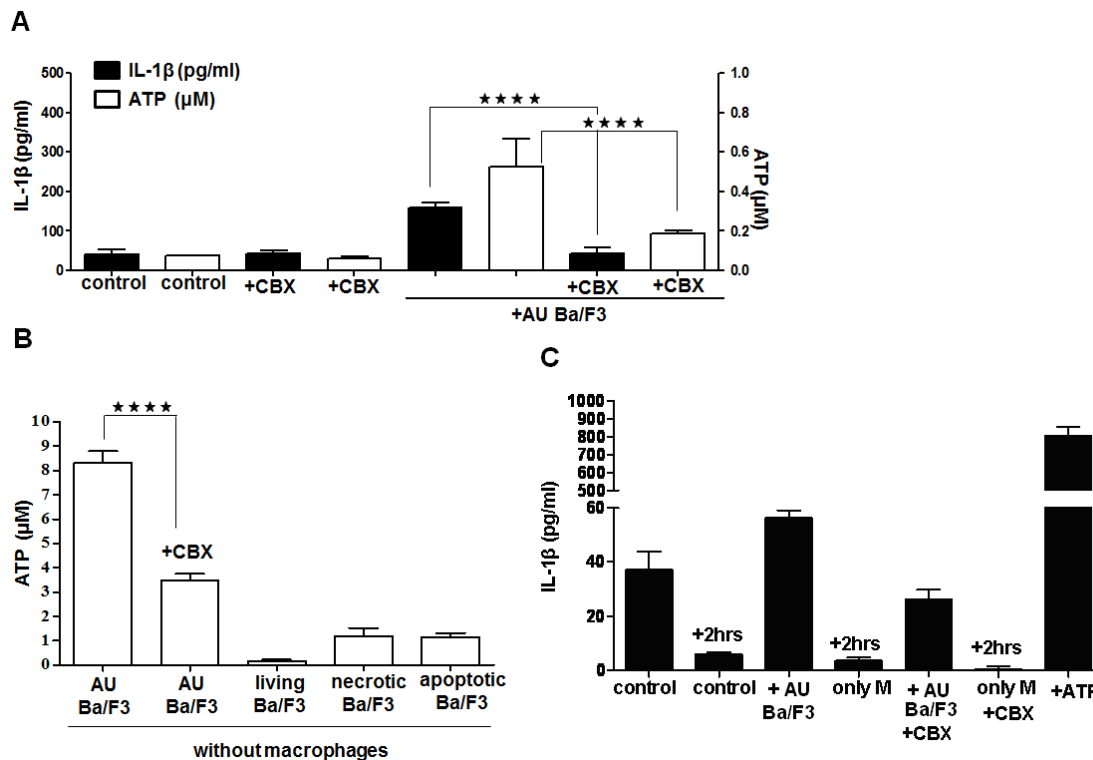 A
IL-1β (pg/ml)
ATP (µM)
500
400
300
200
100
0
IL-1β (pg/ml)
1.0
0.8
0.6
0.4
0.2
0.0
ATP (µM)
★★★★
★★★★
control control +CBX +CBX +CBX +CBX
+AU Ba/F3
B
★★★★
10
9
8
7
6
5
4
3
2
1
0
ATP (µM)
+CBX
AU AU living necrotic apoptotic
Ba/F3 Ba/F3 Ba/F3 Ba/F3 Ba/F3
without macrophages
C
1000
900
800
700
600
500
60
40
20
0
IL-1β (pg/ml)
+2hrs +2hrs +2hrs
control control + AU only M + AU only M +ATP
Ba/F3 Ba/F3 +CBX
+CBX